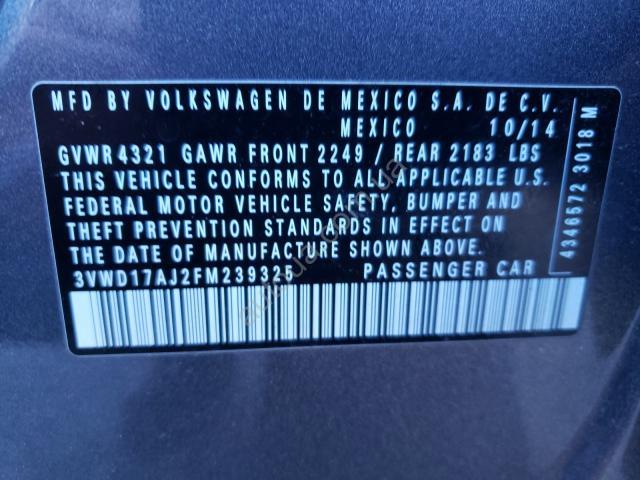 MFD BY VOLKSWAGEN DE MEXICO S.A. DE C.V.
MEXICO 10/14
GVWR 4321 GAWR FRONT 2249 / REAR 2183 LBS
THIS VEHICLE CONFORMS TO ALL APPLICABLE U.S.
FEDERAL MOTOR VEHICLE SAFETY, BUMPER AND
THEFT PREVENTION STANDARDS IN EFFECT ON
THE DATE OF MANUFACTURE SHOWN ABOVE.
3VWD17AJ2FM239325 PASSENGER CAR
4346572 3018 M